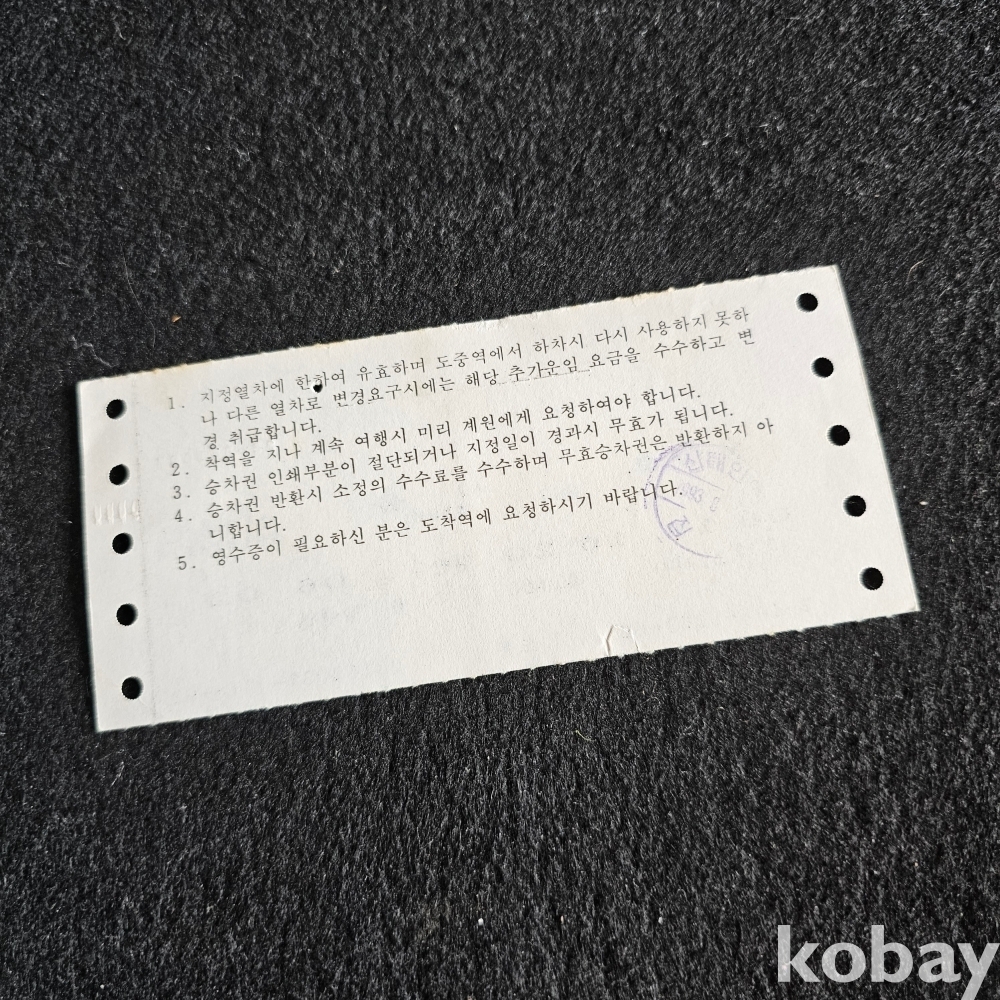 1. 지정열차에 한하여 유효하며 도중역에서 하차시 다시 사용하지 못하
나 다른 열차로 변경요구시에는 해당 추가운임 요금을 수수하고 변
경 취급합니다.
2. 착역을 지나 계속 여행시 미리 계원에게 요청하여야 합니다.
3. 승차권 인쇄부분이 절단되거나 지정일이 경과시 무효가 됩니다.
4. 승차권 반환시 소정의 수수료를 수수하며 무효승차권은 반환하지 아
니합니다.
5. 영수증이 필요하신 분은 도착역에 요청하시기 바랍니다.
kobay